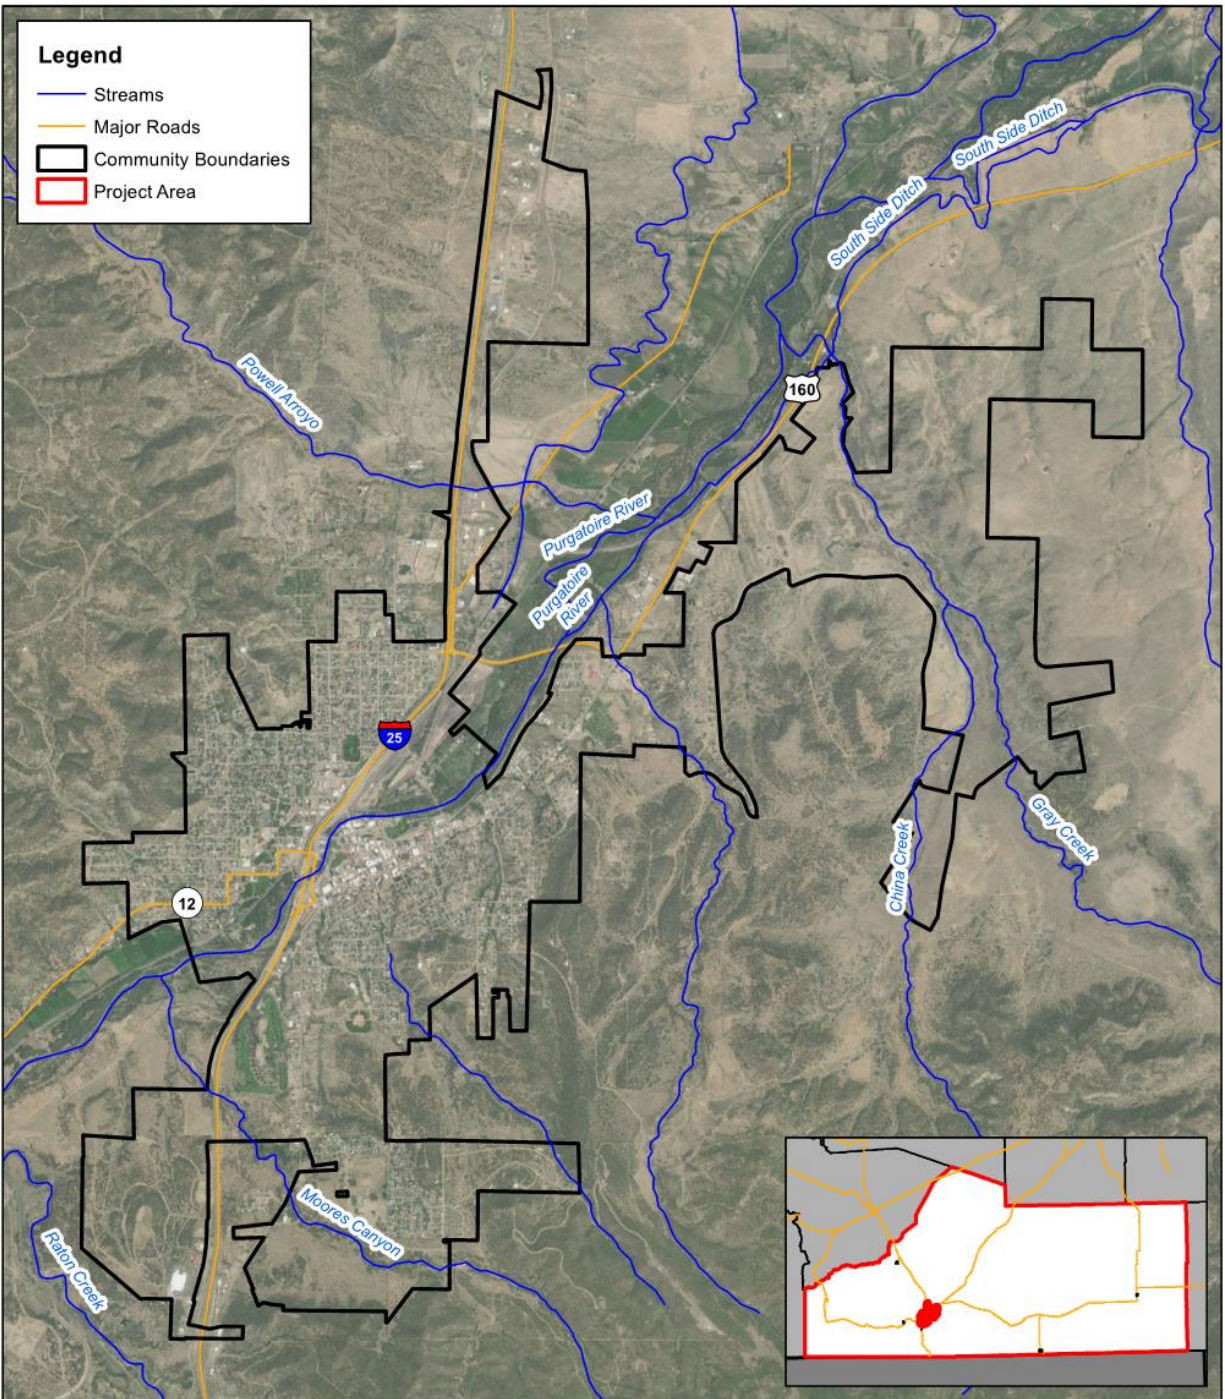 Legend
Streams
Major Roads
Community Boundaries
Project Area
South Side Ditch
South Side Ditch
Powell Arroyo
160
Purgatoire River
Purgatoire
River
25
Gray Creek
China Creek
12
Moores Canyon
Raton Creek